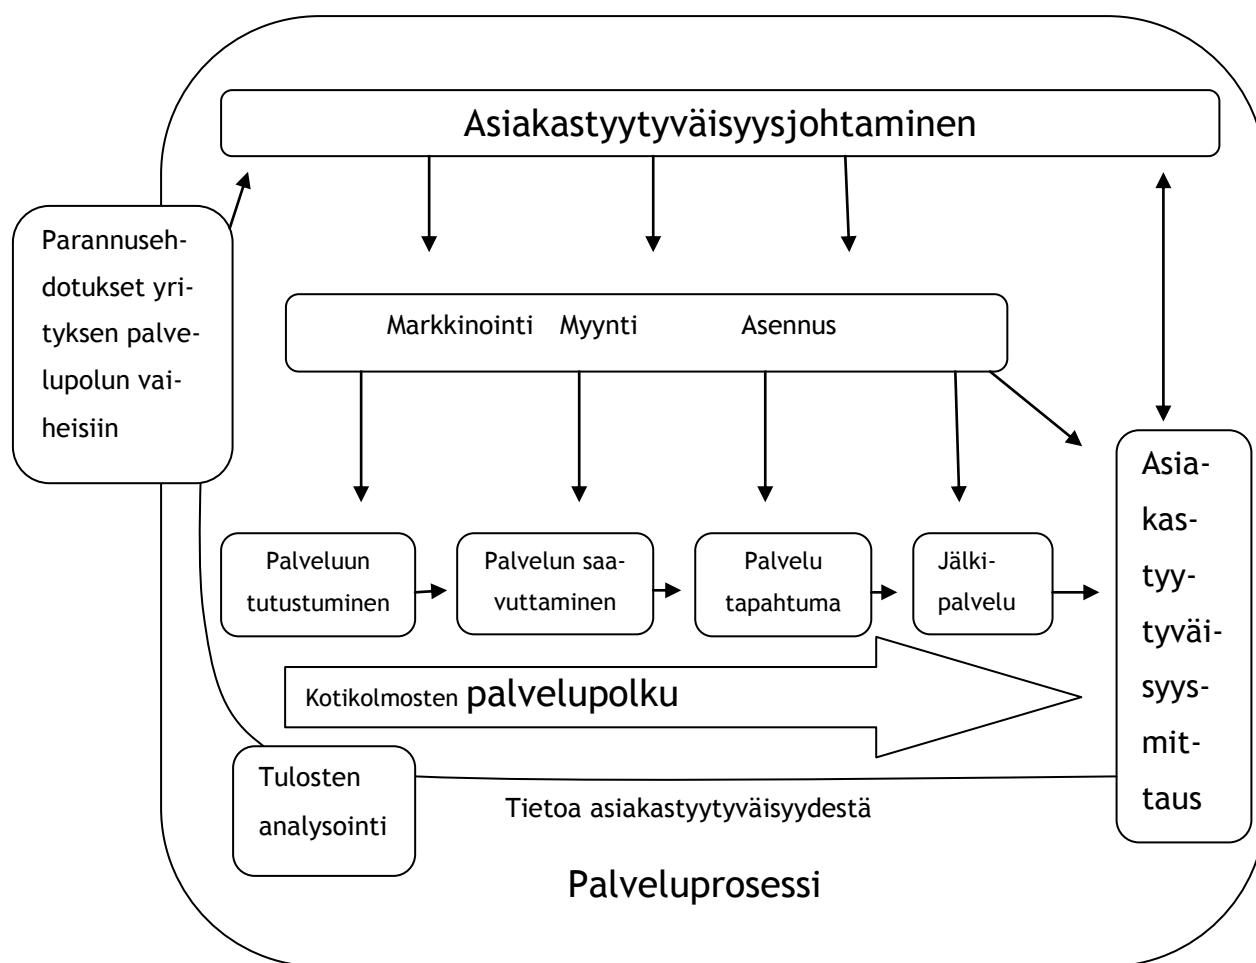 Asiakastyytyväisyysjohtaminen
Parannuseh-
dotukset yri-
tyksen palve-
lupolun vai-
heisiin
Markkinointi Myynti Asennus
Palveluun
tutustuminen
Palvelun saa-
vuttaminen
Palvelu
tapahtuma
Jälki-
palvelu
Asia-
kas-
tyy-
tyväi-
syys-
mit-
taus
Kotikolmosten palvelupolku
Tulosten
analysointi
Tietoa asiakastyytyväisyydestä
Palveluprosessi